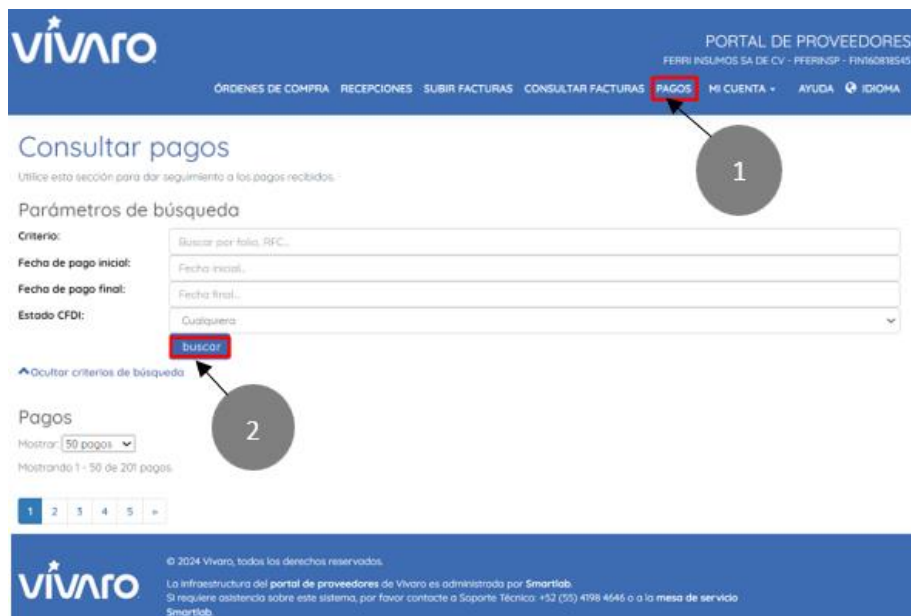 vívaro
PORTAL DE PROVEEDORES
FERRI INSUMOS SA DE CV - PFERINSP - FIN160818S45
ÓRDENES DE COMPRA RECEPCIONES SUBIR FACTURAS CONSULTAR FACTURAS PAGOS MI CUENTA AYUDA IDIOMA
1
Consultar pagos
Utilice esta sección para dar seguimiento a los pagos recibidos.
Parámetros de búsqueda
Criterio:
Buscar por folio, RFC...
Fecha de pago inicial:
Fecha inicial...
Fecha de pago final:
Fecha final...
Estado CFDI:
Cualquiera
buscar
Ocultar criterios de búsqueda
2
Pagos
Mostrar: 50 pagos
Mostrando 1 - 50 de 201 pagos.
1 2 3 4 5 »
vívaro
© 2024 Vivaro, todos los derechos reservados.
La infraestructura del portal de proveedores de Vivaro es administrada por Smartlab.
Si requiere asistencia sobre este sistema, por favor contacte a Soporte Técnico: +52 (55) 4198 4646 o a la mesa de servicio
Smartlab.